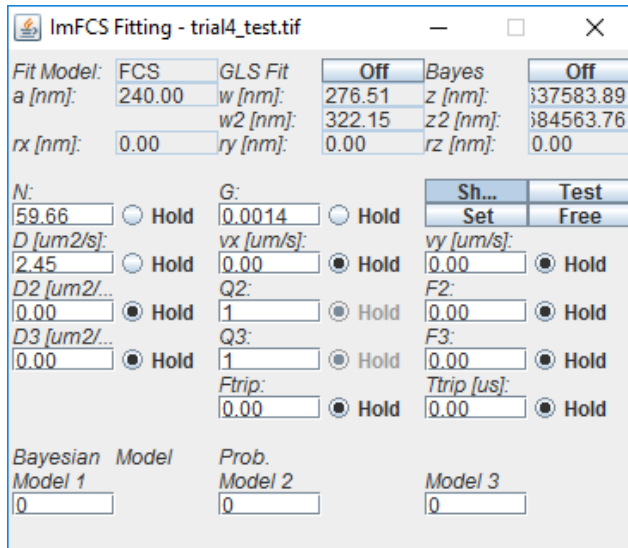 ImFCS Fitting - trial4_test.tif
Fit Model: FCS GLS Fit Off Bayes Off
a [nm]: 240.00 w [nm]: 276.51 z [nm]: 637583.89
w2 [nm]: 322.15 z2 [nm]: 684563.76
rx [nm]: 0.00 ry [nm]: 0.00 rz [nm]: 0.00
N: G: Sh... Test
59.66 Hold 0.0014 Hold Set Free
D [um2/s]: vx [um/s]: vy [um/s]:
2.45 Hold 0.00 Hold 0.00 Hold
D2 [um2/... Q2: F2:
0.00 Hold 1 Hold 0.00 Hold
D3 [um2/... Q3: F3:
0.00 Hold 1 Hold 0.00 Hold
Ftrip: Ttrip [us]:
0.00 Hold 0.00 Hold
Bayesian Model Prob.
Model 1 Model 2 Model 3
0 0 0